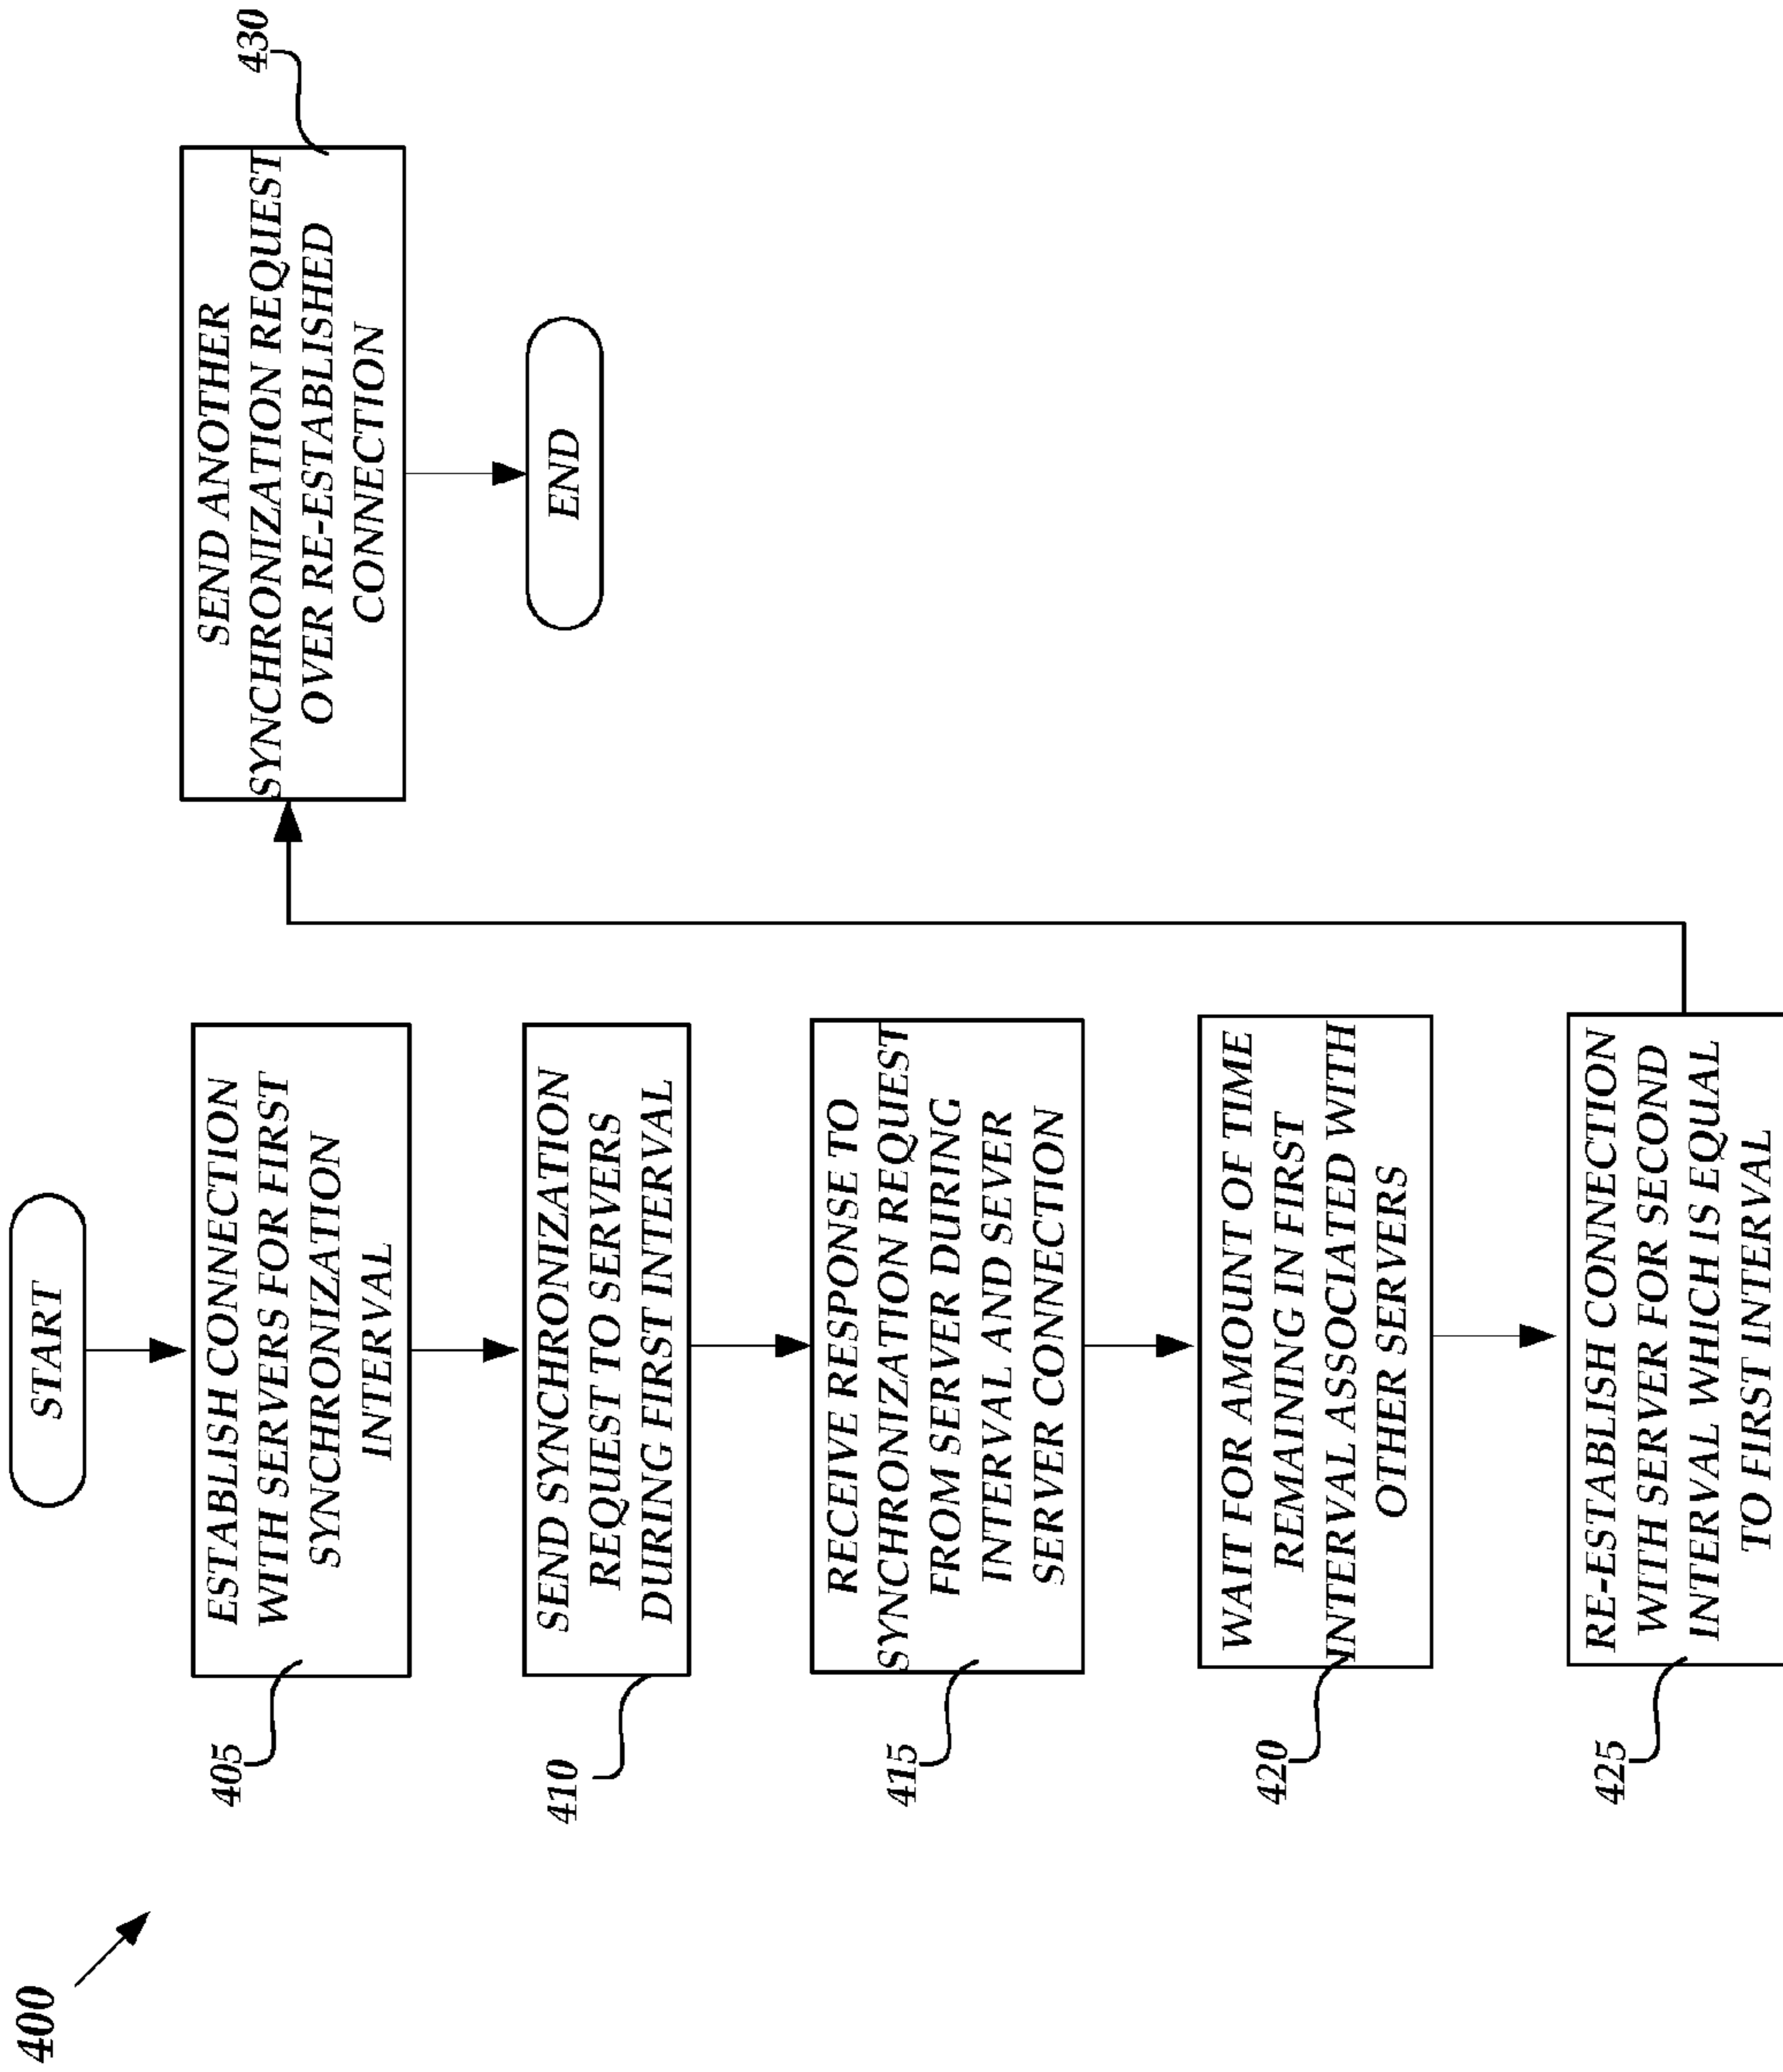 400
START
405
ESTABLISH CONNECTION
WITH SERVERS FOR FIRST
SYNCHRONIZATION
INTERVAL
410
SEND SYNCHRONIZATION
REQUEST TO SERVERS
DURING FIRST INTERVAL
415
RECEIVE RESPONSE TO
SYNCHRONIZATION REQUEST
FROM SERVER DURING
INTERVAL AND SEVER
SERVER CONNECTION
420
WAIT FOR AMOUNT OF TIME
REMAINING IN FIRST
INTERVAL ASSOCIATED WITH
OTHER SERVERS
425
RE-ESTABLISH CONNECTION
WITH SERVER FOR SECOND
INTERVAL WHICH IS EQUAL
TO FIRST INTERVAL
430
SEND ANOTHER
SYNCHRONIZATION REQUEST
OVER RE-ESTABLISHED
CONNECTION
END